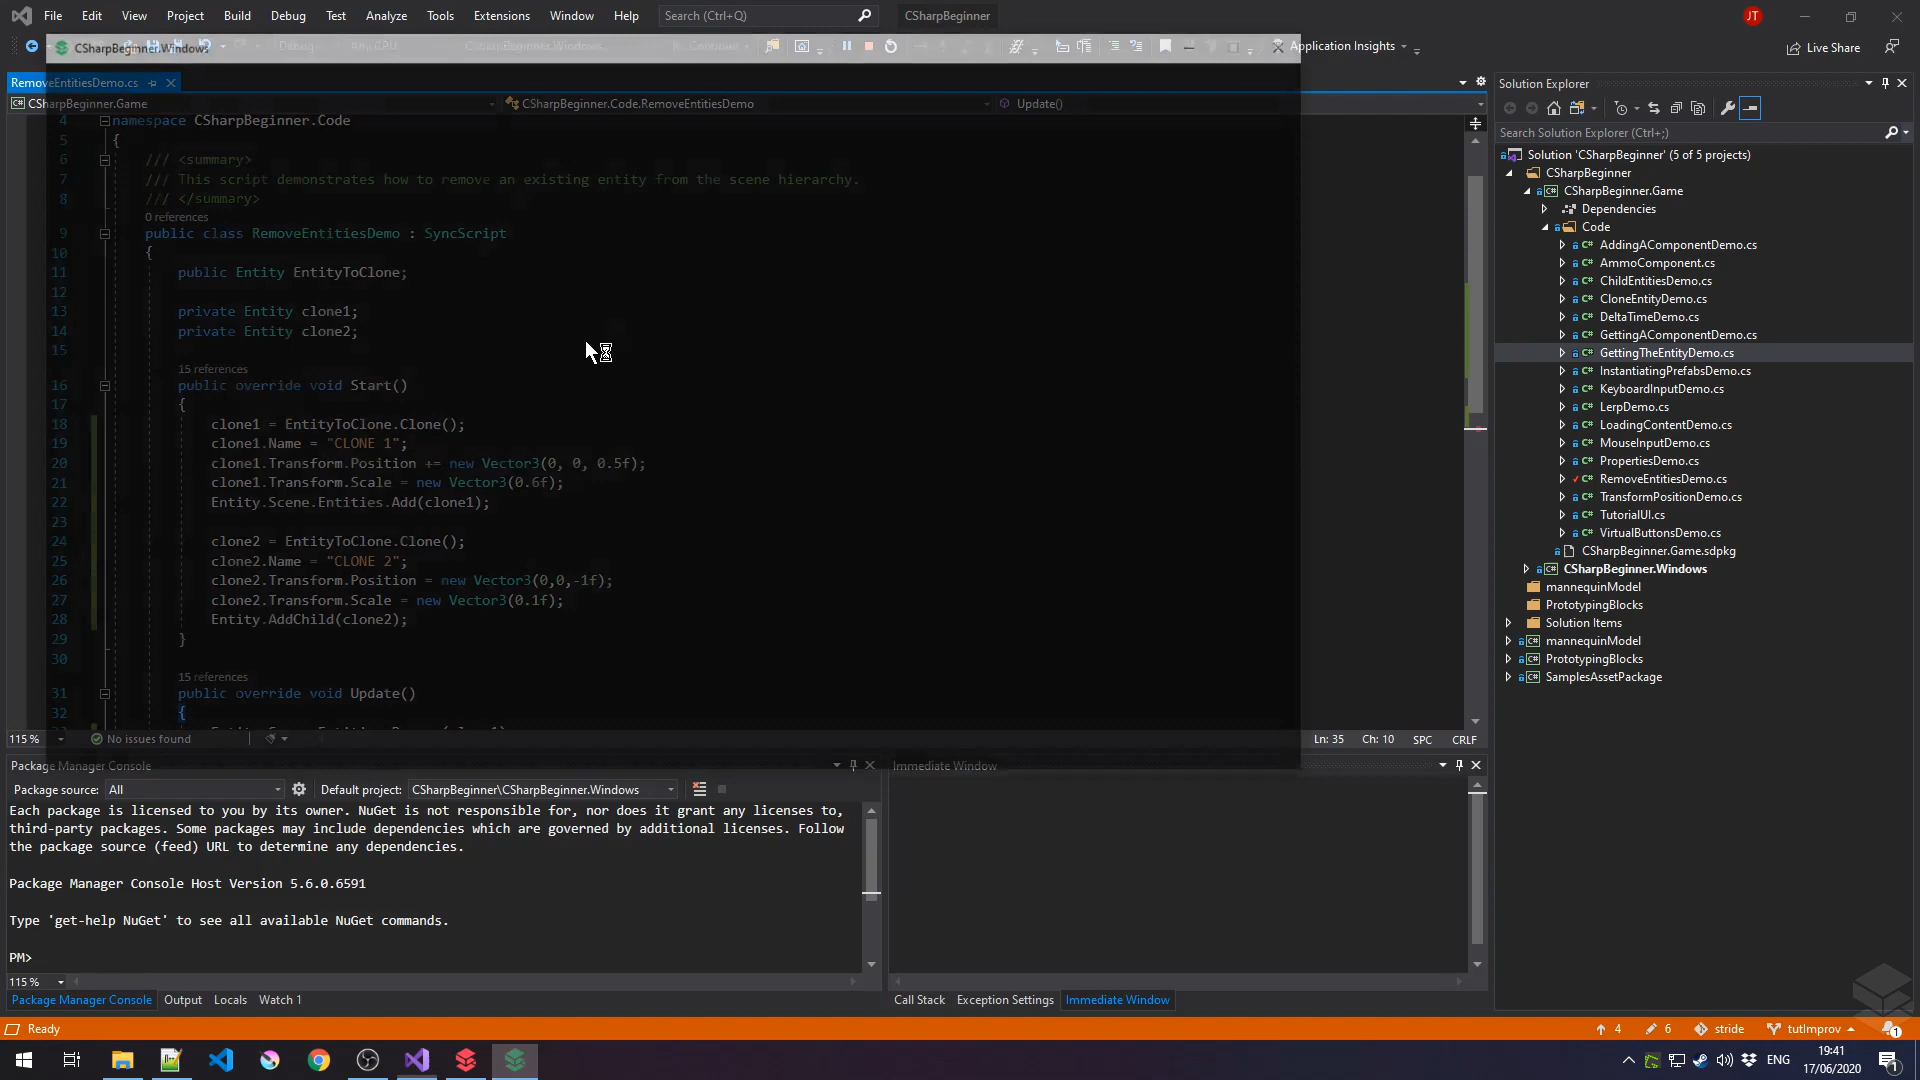 File Edit View Project Build Debug Test Analyze Tools Extensions Window Help Search (Ctrl+Q) CSharpBeginner JT
CSharpBeginner.Windows
Application Insights
Live Share
RemoveEntitiesDemo.cs
CSharpBeginner.Game CSharpBeginner.Code.RemoveEntitiesDemo Update()
4 namespace CSharpBeginner.Code
5 {
6 /// <summary>
7 /// This script demonstrates how to remove an existing entity from the scene hierarchy.
8 /// </summary>
0 references
9 public class RemoveEntitiesDemo : SyncScript
10 {
11 public Entity EntityToClone;
12
13 private Entity clone1;
14 private Entity clone2;
15
15 references
16 public override void Start()
17 {
18 clone1 = EntityToClone.Clone();
19 clone1.Name = "CLONE 1";
20 clone1.Transform.Position += new Vector3(0, 0, 0.5f);
21 clone1.Transform.Scale = new Vector3(0.6f);
22 Entity.Scene.Entities.Add(clone1);
23
24 clone2 = EntityToClone.Clone();
25 clone2.Name = "CLONE 2";
26 clone2.Transform.Position = new Vector3(0,0,-1f);
27 clone2.Transform.Scale = new Vector3(0.1f);
28 Entity.AddChild(clone2);
29 }
30
15 references
31 public override void Update()
32 {
115 % No issues found Ln: 35 Ch: 10 SPC CRLF
Solution Explorer
Search Solution Explorer (Ctrl+;)
Solution 'CSharpBeginner' (5 of 5 projects)
CSharpBeginner
CSharpBeginner.Game
Dependencies
Code
AddingAComponentDemo.cs
AmmoComponent.cs
ChildEntitiesDemo.cs
CloneEntityDemo.cs
DeltaTimeDemo.cs
GettingAComponentDemo.cs
GettingTheEntityDemo.cs
InstantiatingPrefabsDemo.cs
KeyboardInputDemo.cs
LerpDemo.cs
LoadingContentDemo.cs
MouseInputDemo.cs
PropertiesDemo.cs
RemoveEntitiesDemo.cs
TransformPositionDemo.cs
TutorialUI.cs
VirtualButtonsDemo.cs
CSharpBeginner.Game.sdpkg
CSharpBeginner.Windows
mannequinModel
PrototypingBlocks
Solution Items
mannequinModel
PrototypingBlocks
SamplesAssetPackage
Package Manager Console
Package source: All Default project: CSharpBeginner\CSharpBeginner.Windows
Each package is licensed to you by its owner. NuGet is not responsible for, nor does it grant any licenses to,
third-party packages. Some packages may include dependencies which are governed by additional licenses. Follow
the package source (feed) URL to determine any dependencies.
Package Manager Console Host Version 5.6.0.6591
Type 'get-help NuGet' to see all available NuGet commands.
PM>
115 %
Package Manager Console Output Locals Watch 1
Immediate Window
Call Stack Exception Settings Immediate Window
Ready 4 6 stride tutImprov 1
ENG 19:41
17/06/2020 1